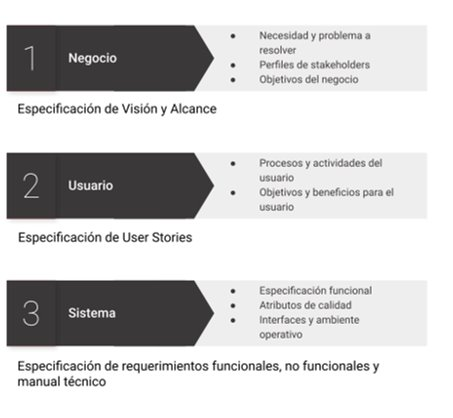 1
Negocio
• Necesidad y problema a
resolver
• Perfiles de stakeholders
• Objetivos del negocio
Especificación de Visión y Alcance
2
Usuario
• Procesos y actividades del
usuario
• Objetivos y beneficios para el
usuario
Especificación de User Stories
3
Sistema
• Especificación funcional
• Atributos de calidad
• Interfaces y ambiente
operativo
Especificación de requerimientos funcionales, no funcionales y
manual técnico